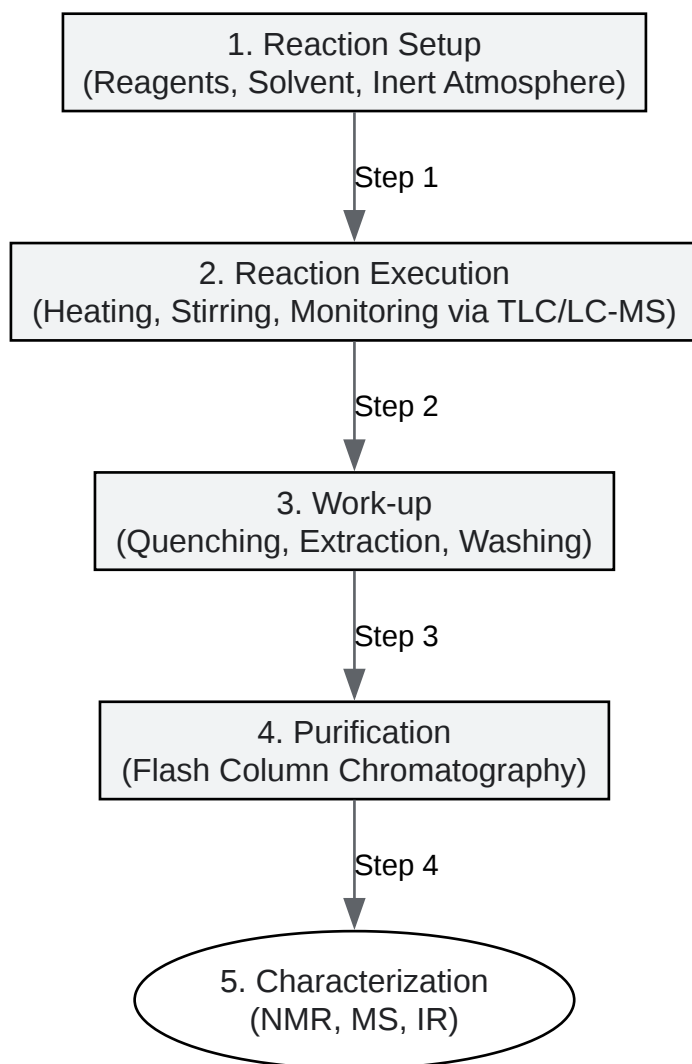 1. Reaction Setup
(Reagents, Solvent, Inert Atmosphere)
Step 1
2. Reaction Execution
(Heating, Stirring, Monitoring via TLC/LC-MS)
Step 2
3. Work-up
(Quenching, Extraction, Washing)
Step 3
4. Purification
(Flash Column Chromatography)
Step 4
5. Characterization
(NMR, MS, IR)